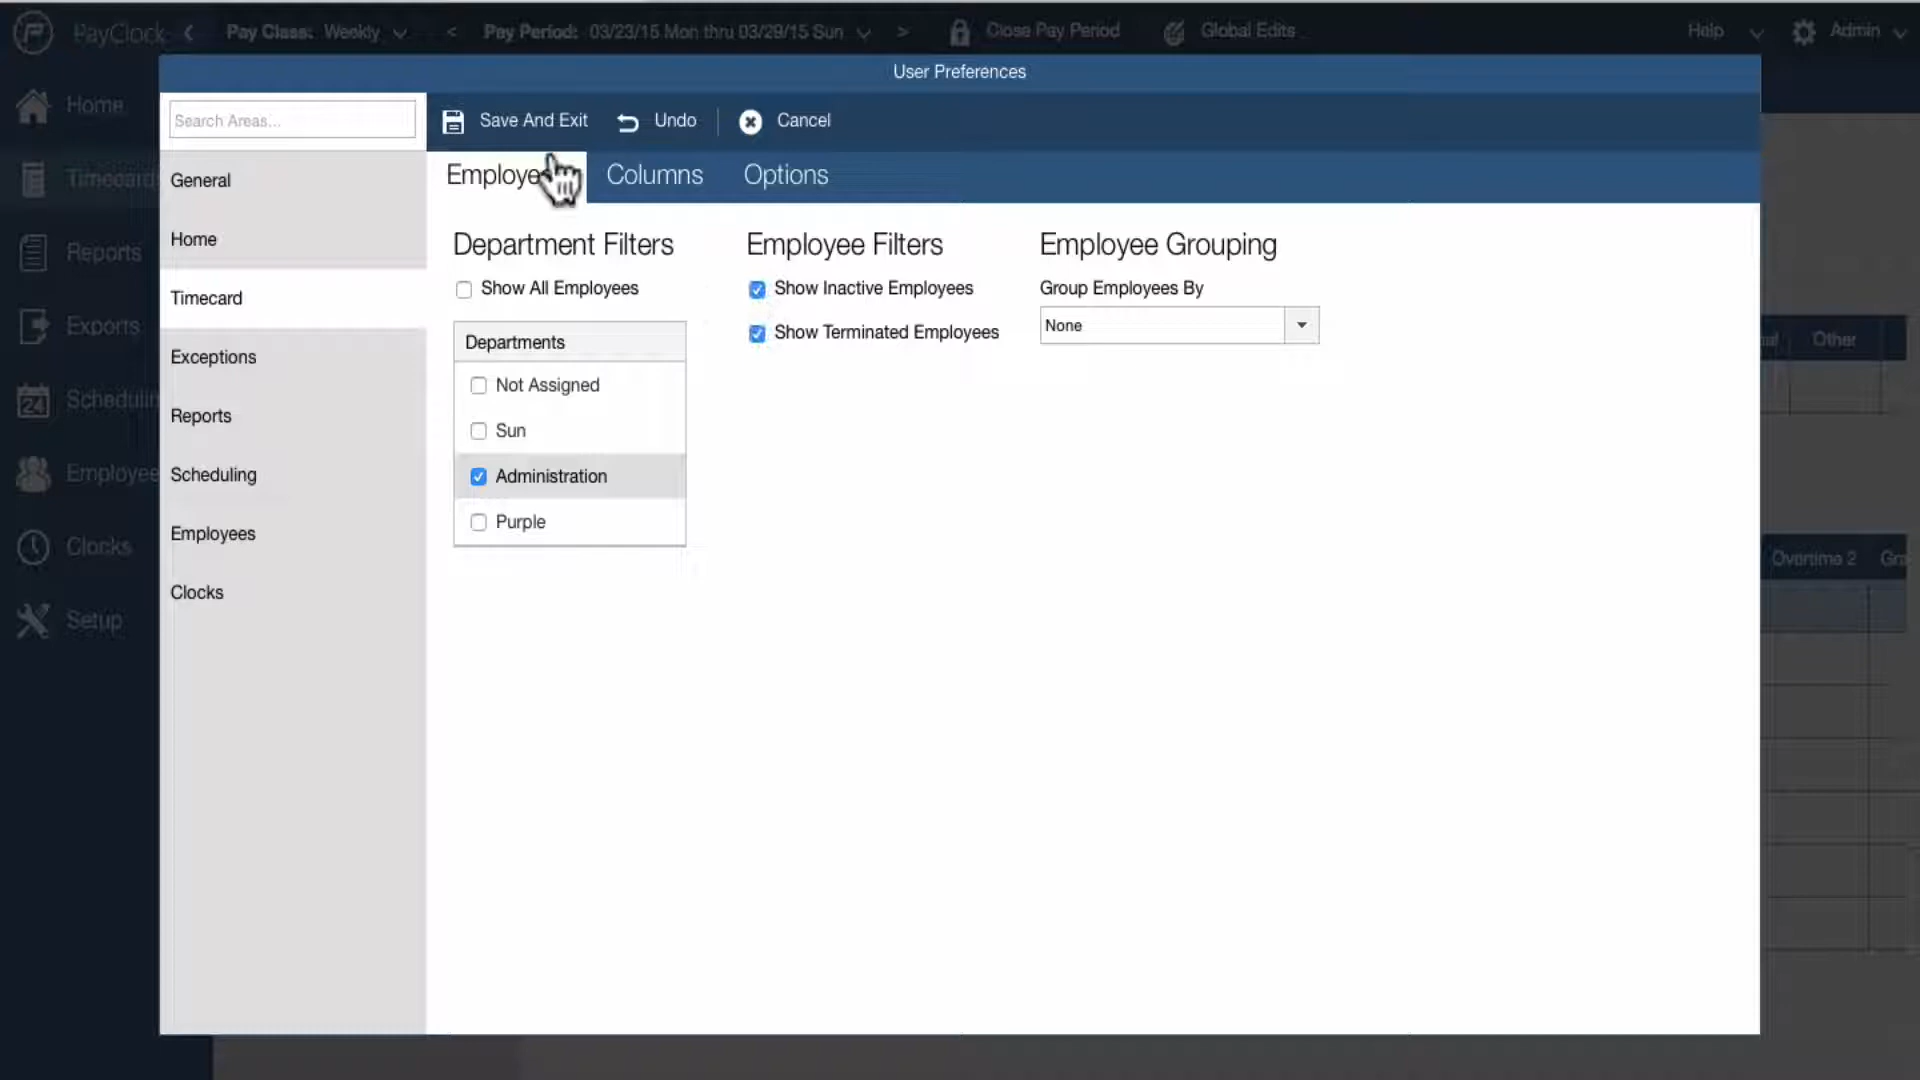 PayClock
Pay Class: Weekly
Pay Period: 03/23/15 Mon thru 03/29/15 Sun
Close Pay Period
Global Edits
Help
Admin
User Preferences
Home
Timecard
Reports
Exports
24
Clocks
Setup
Search Areas...
General
Home
Timecard
Exceptions
Reports
Scheduling
Employees
Clocks
Save And Exit
Undo
Cancel
Columns
Options
Department Filters
Show All Employees
Departments
Not Assigned
Sun
Administration
Purple
Employee Filters
Show Inactive Employees
Show Terminated Employees
Employee Grouping
Group Employees By
None
Other
Overtime 2